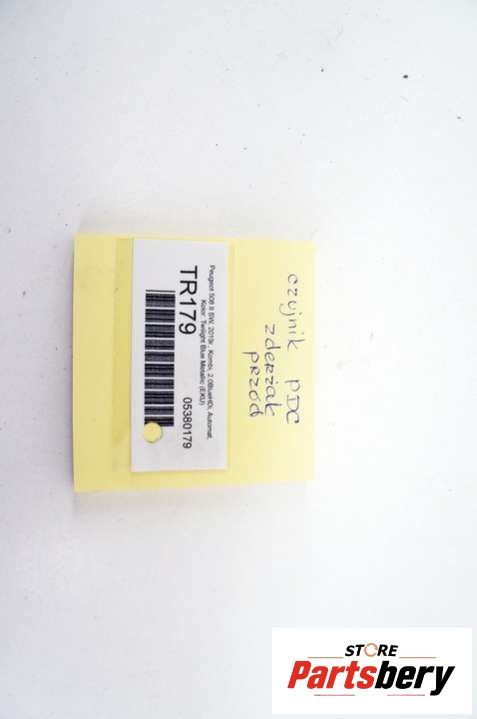 czujnik PDC
zderzak
przód
Peugeot 508 II SW, 2019r., Kombi, 2.0BlueHDi, Automat,
Kolor: Twilight Blue Metallic (EKU)
TR179
05380179
STORE
Partsbery